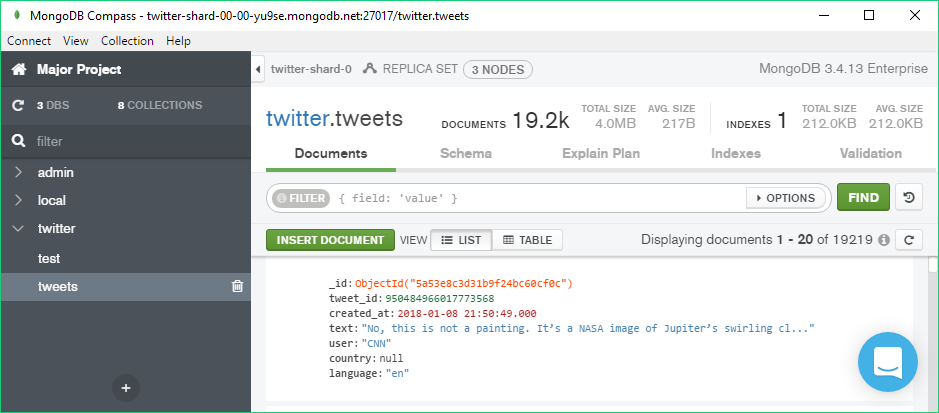 MongoDB Compass - twitter-shard-00-00-yu9se.mongodb.net:27017/twitter.tweets
Connect View Collection Help
Major Project
twitter-shard-0 REPLICA SET 3 NODES MongoDB 3.4.13 Enterprise
3 DBS 8 COLLECTIONS
filter
admin
local
twitter
test
tweets
twitter.tweets DOCUMENTS 19.2k TOTAL SIZE 4.0MB AVG. SIZE 217B INDEXES 1 TOTAL SIZE 212.0KB AVG. SIZE 212.0KB
Documents Schema Explain Plan Indexes Validation
FILTER { field: 'value' } OPTIONS FIND
INSERT DOCUMENT VIEW LIST TABLE Displaying documents 1 - 20 of 19219
_id: ObjectId("5a53e8c3d31b9f24bc60cf0c")
tweet_id: 950484966017773568
created_at: 2018-01-08 21:50:49.000
text: "No, this is not a painting. It’s a NASA image of Jupiter’s swirling cl..."
user: "CNN"
country: null
language: "en"